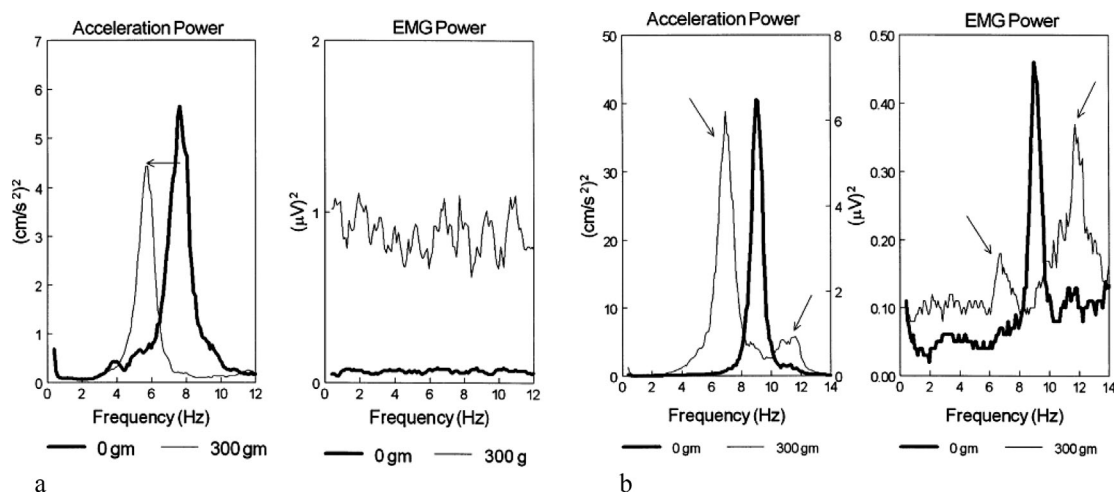 Acceleration Power
7
6
5
4
3
2
1
0
(cm/s²)²
0 2 4 6 8 10 12
Frequency (Hz)
0 gm 300 gm
EMG Power
2
1
0
(μV)²
0 2 4 6 8 10 12
Frequency (Hz)
0 gm 300 g
a
Acceleration Power
50
40
30
20
10
0
(cm/s²)²
8
6
4
2
0
0 2 4 6 8 10 12 14
Frequency (Hz)
0 gm 300 gm
EMG Power
0.50
0.40
0.30
0.20
0.10
0.00
(μV)²
0 2 4 6 8 10 12 14
Frequency (Hz)
0 gm 300 gm
b